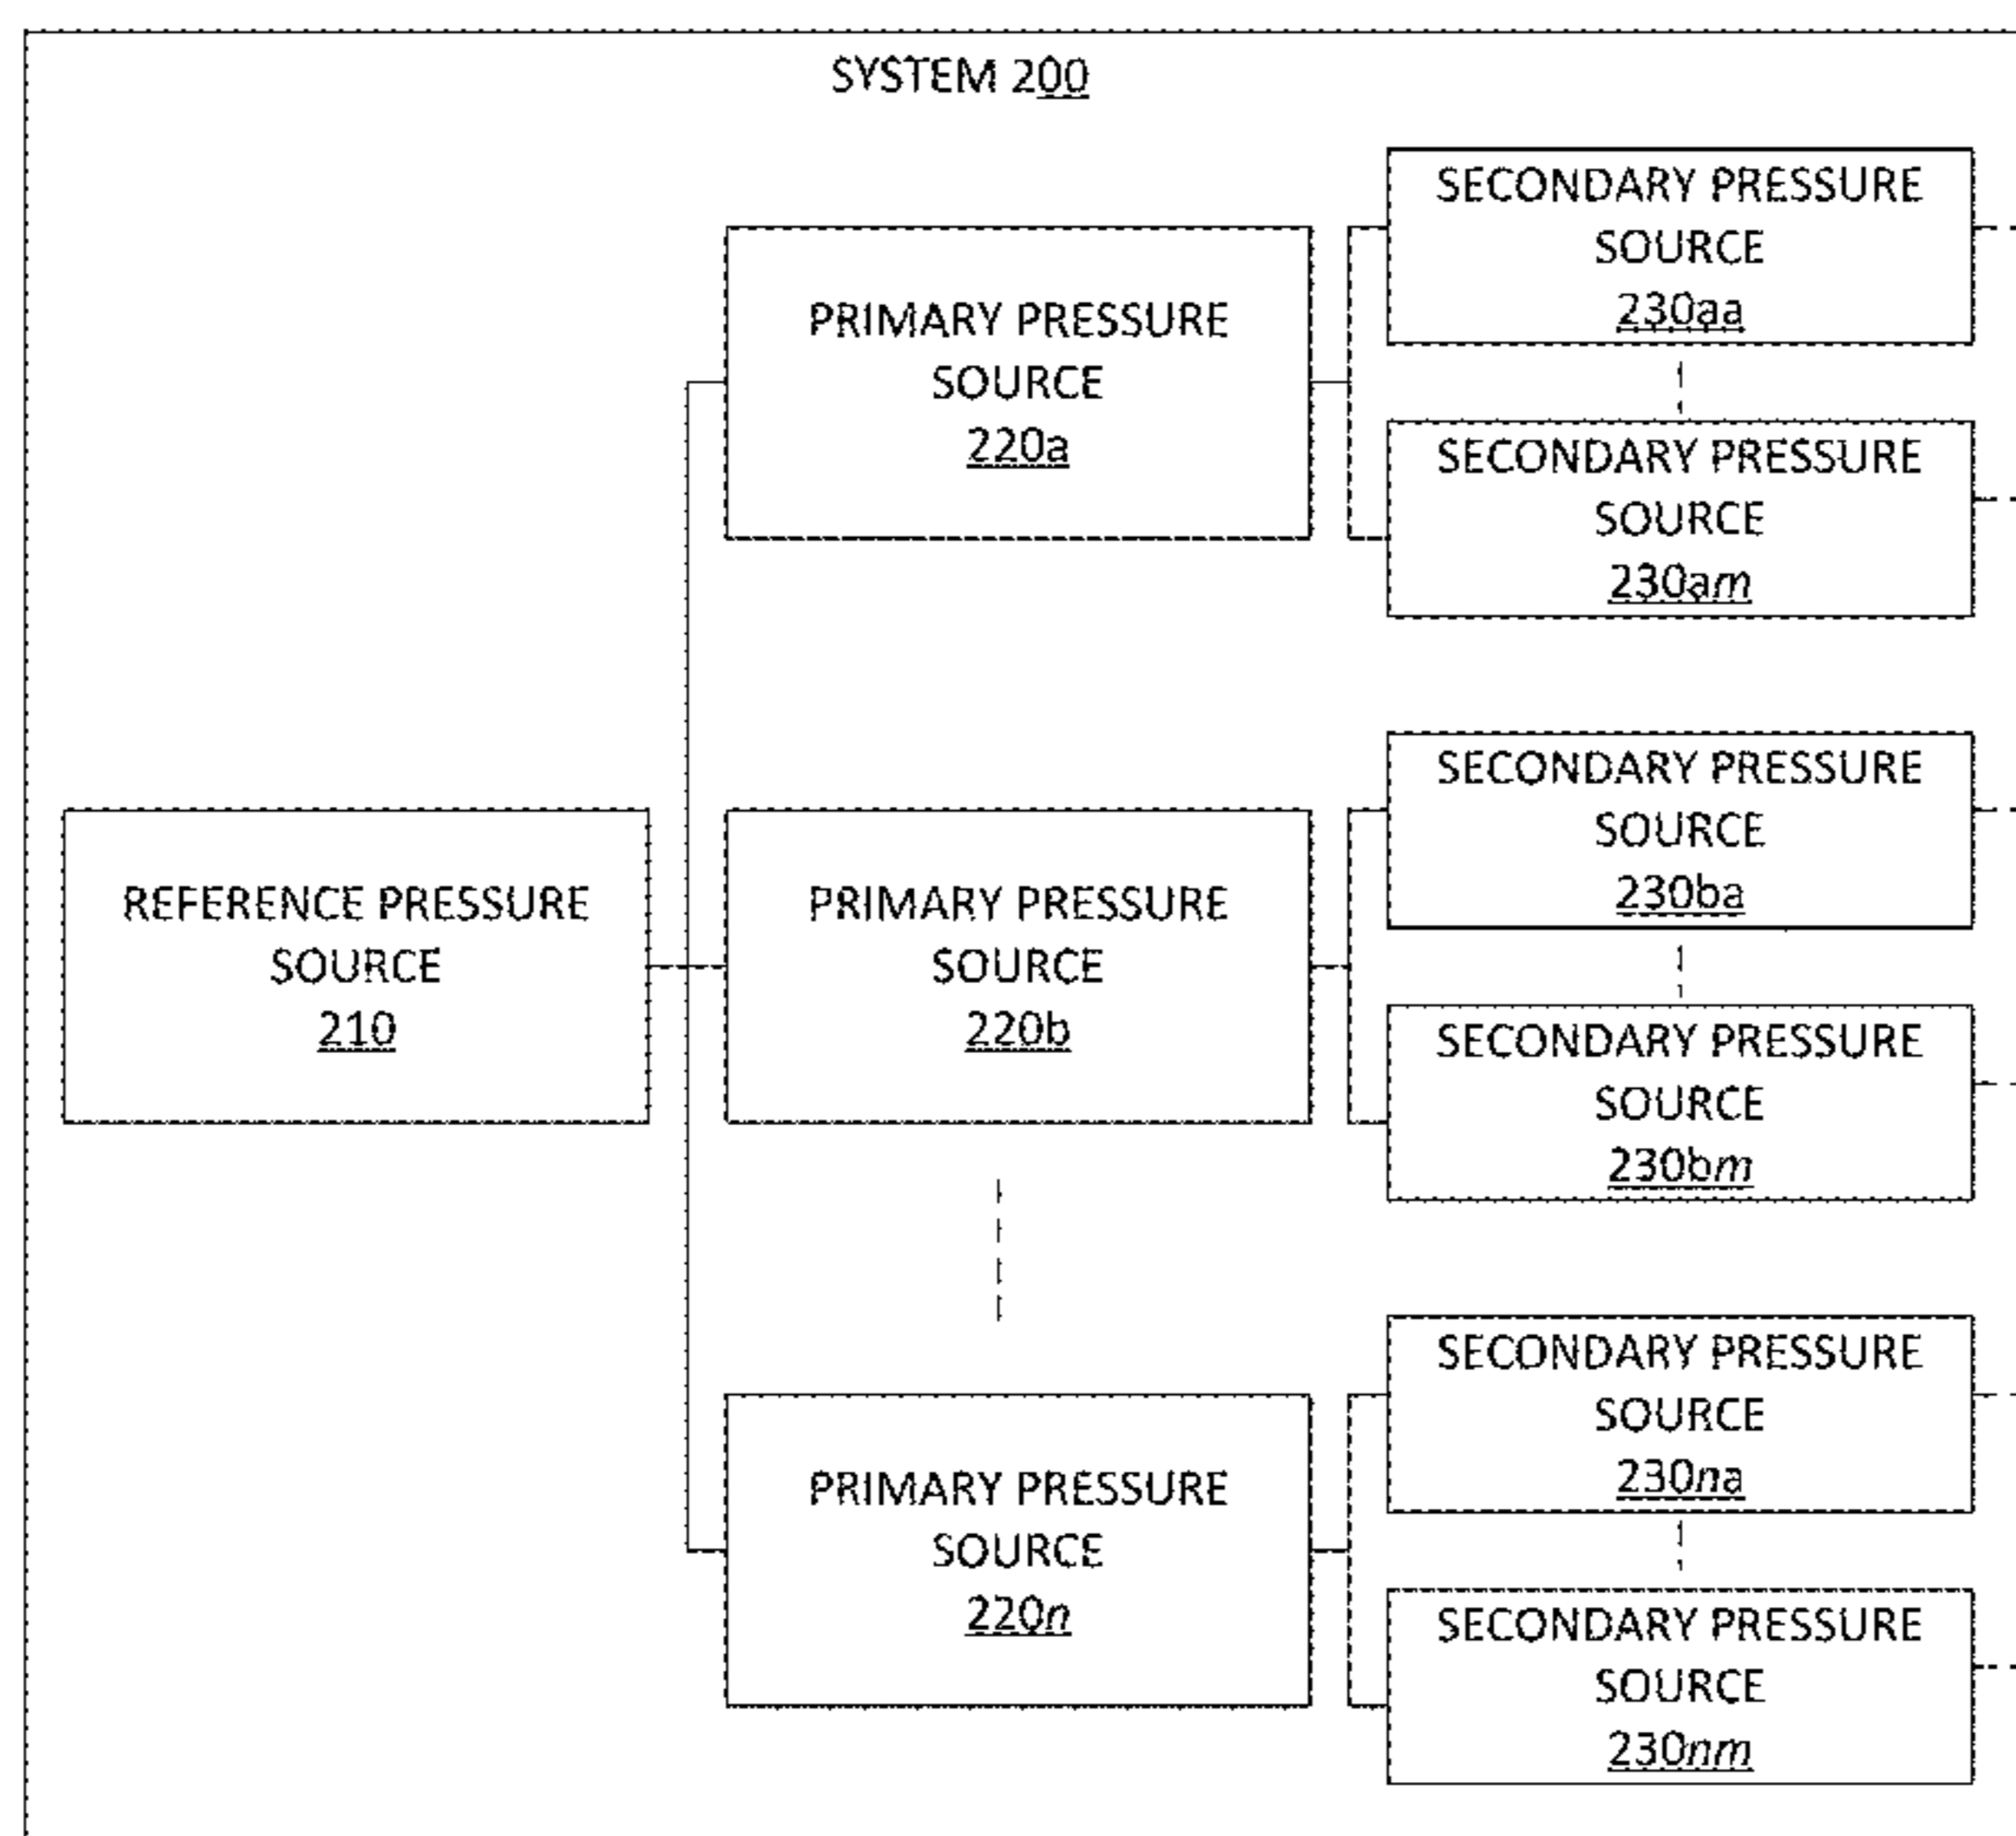 SYSTEM 200
SECONDARY PRESSURE
SOURCE
230aa
PRIMARY PRESSURE
SOURCE
220a
SECONDARY PRESSURE
SOURCE
230am
SECONDARY PRESSURE
SOURCE
230ba
REFERENCE PRESSURE
SOURCE
210
PRIMARY PRESSURE
SOURCE
220b
SECONDARY PRESSURE
SOURCE
230bm
SECONDARY PRESSURE
SOURCE
230na
PRIMARY PRESSURE
SOURCE
220n
SECONDARY PRESSURE
SOURCE
230nm